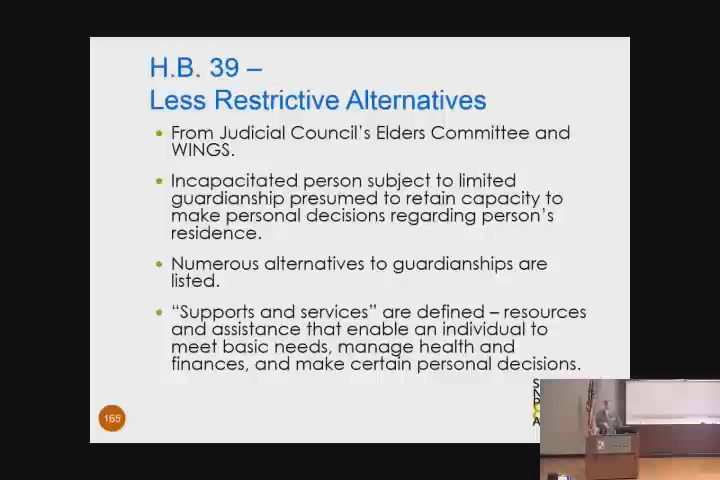 H.B. 39 –
Less Restrictive Alternatives
• From Judicial Council's Elders Committee and
WINGS.
• Incapacitated person subject to limited
guardianship presumed to retain capacity to
make personal decisions regarding person's
residence.
• Numerous alternatives to guardianships are
listed.
• “Supports and services” are defined – resources
and assistance that enable an individual to
meet basic needs, manage health and
finances, and make certain personal decisions.
165